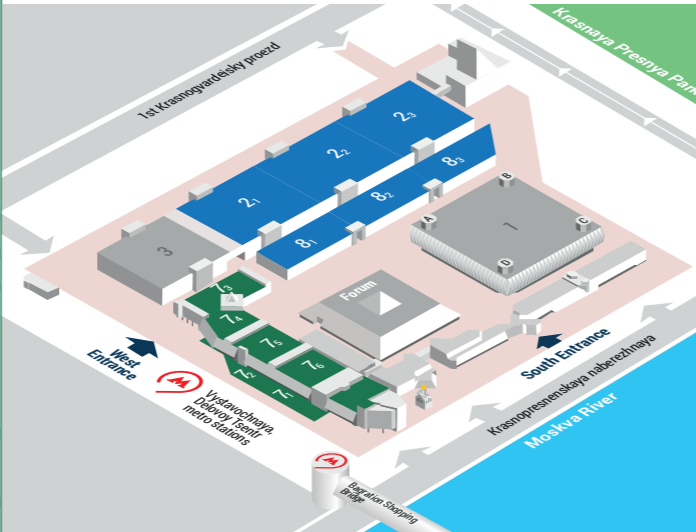 Krasnaya Presnya Par
1st Krasnogvardeisky proezd
2₃
2₂
2₁
8₃
8₂
8₁
B
A
C
D
1
3
Forum
7₃
7₄
7₅
7₆
7₂
7₁
West
Entrance
South Entrance
Vystavochnaya,
Delovoy Tsentr
metro stations
Krasnopresnenskaya naberezhnaya
Moskva River
Bagration Shopping
Bridge